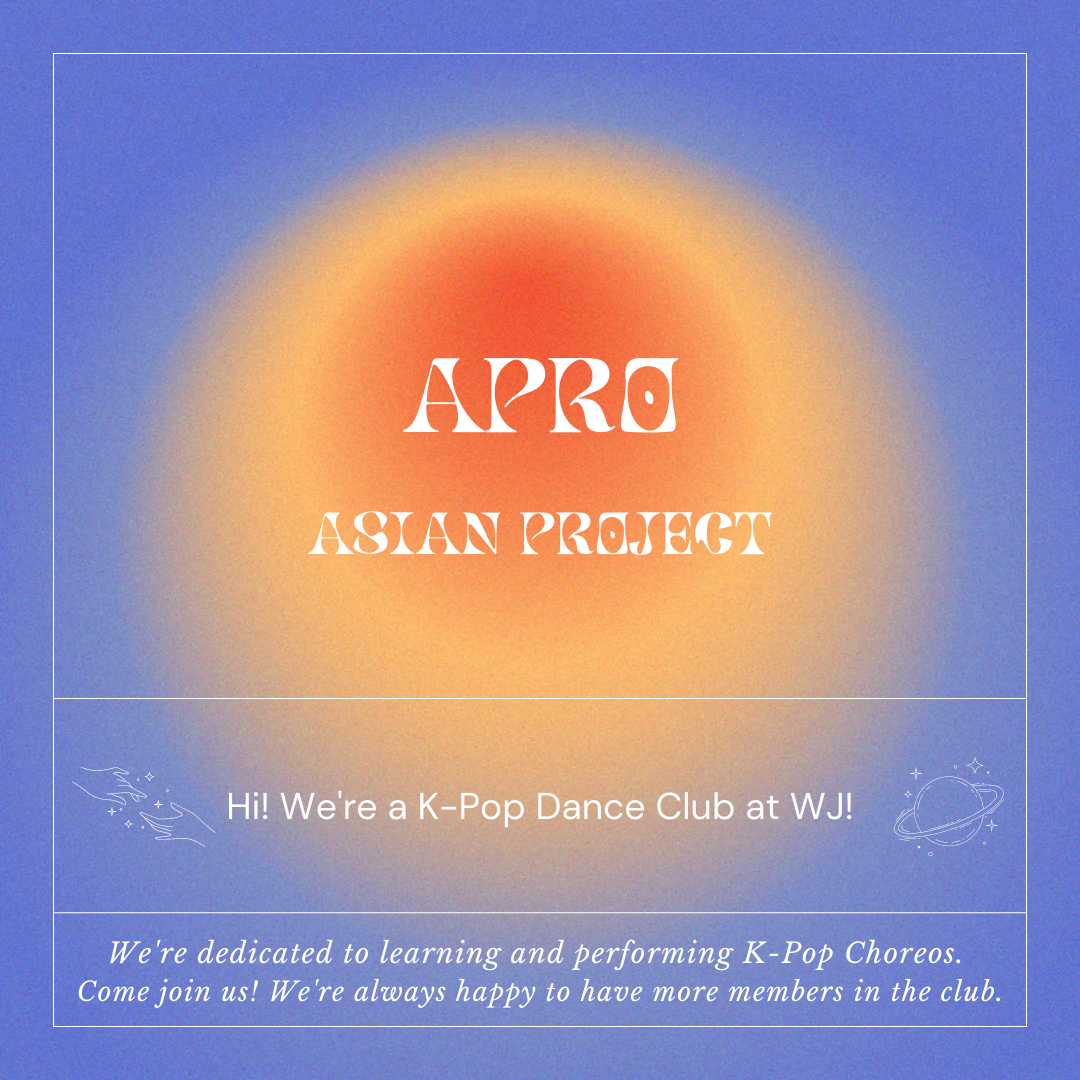 APRO
ASIAN PROJECT
Hi! We're a K-Pop Dance Club at WJ!
We're dedicated to learning and performing K-Pop Choreos.
Come join us! We're always happy to have more members in the club.